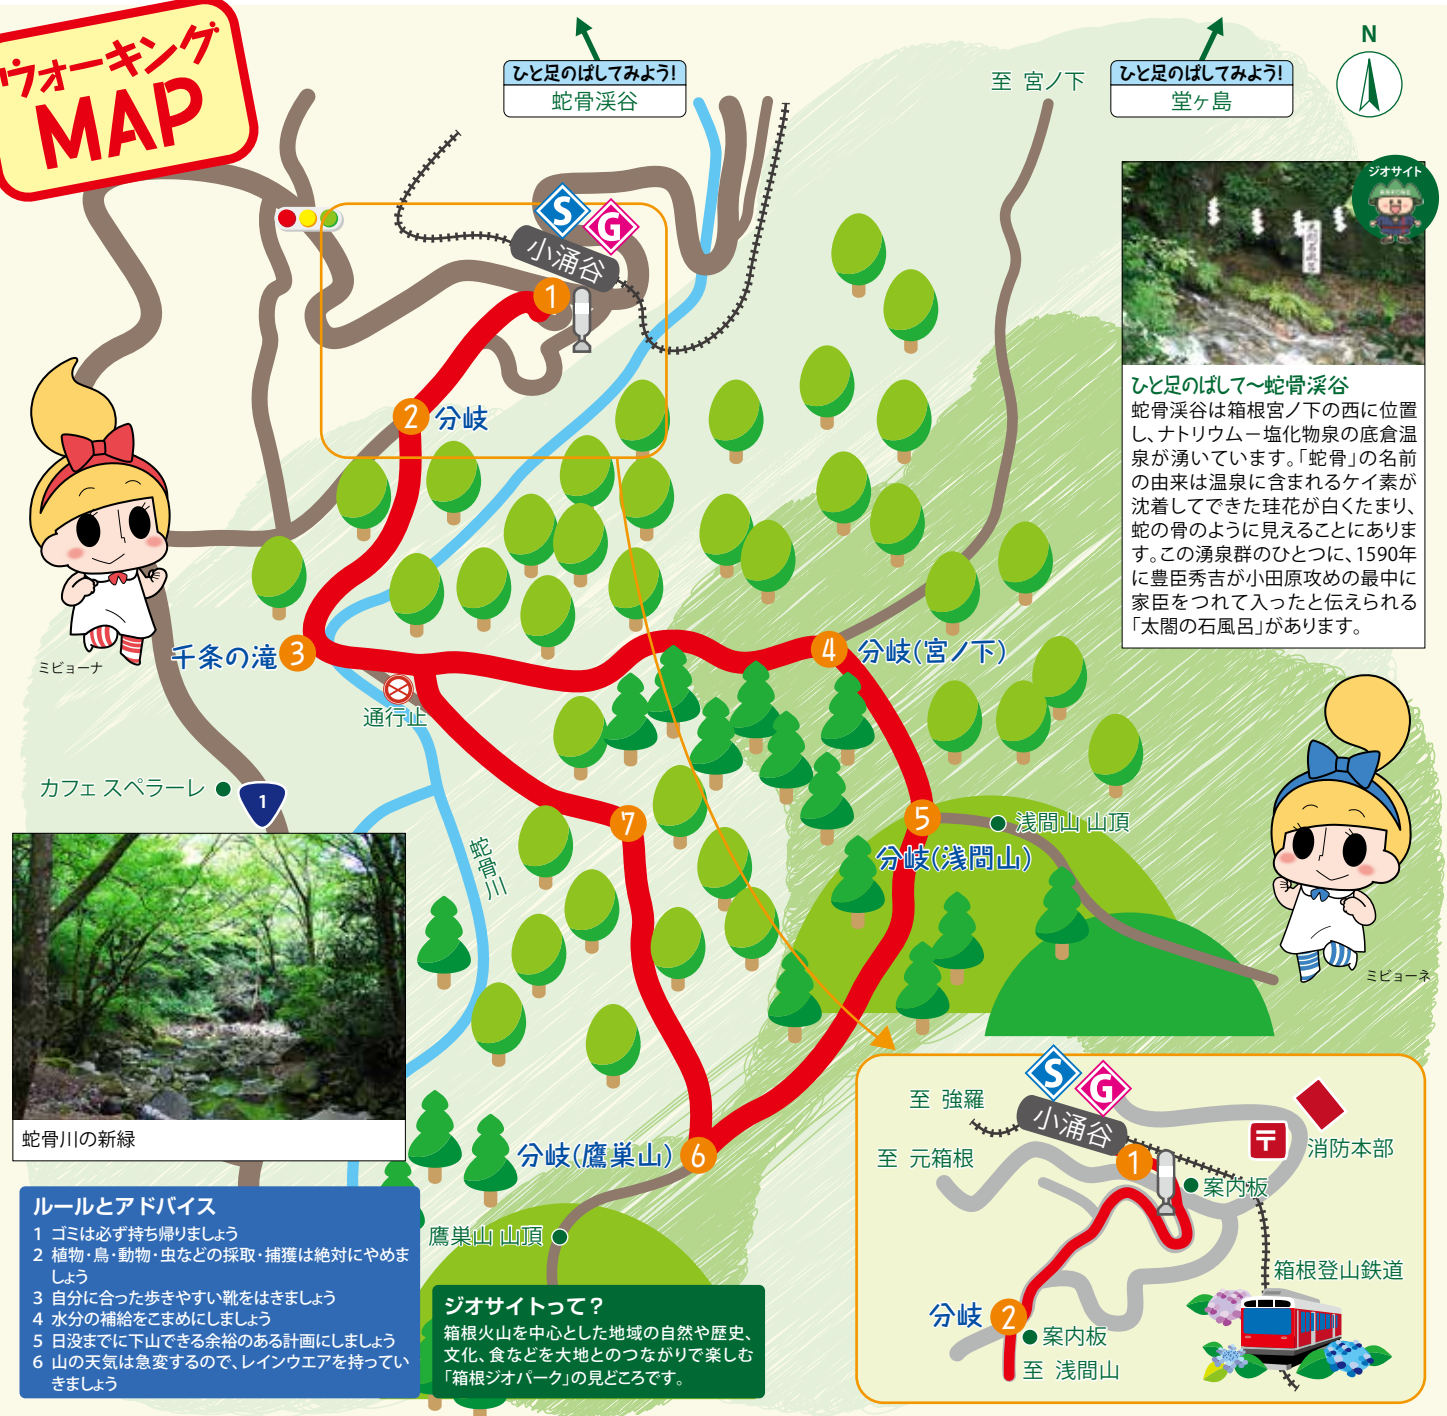 ウォーキング
MAP
ひと足のばしてみよう!
蛇骨渓谷
至 宮ノ下
ひと足のばしてみよう!
堂ヶ島
N
ジオサイト
S
G
小涌谷
1
2 分岐
ひと足のばして〜蛇骨渓谷
蛇骨渓谷は箱根宮ノ下の西に位置
し、ナトリウム−塩化物泉の底倉温
泉が湧いています。「蛇骨」の名前
の由来は温泉に含まれるケイ素が
沈着してできた珪花が白くたまり、
蛇の骨のように見えることにありま
す。この湧泉群のひとつに、1590年
に豊臣秀吉が小田原攻めの最中に
家臣をつれて入ったと伝えられる
「太閤の石風呂」があります。
ミビョーナ
千条の滝 3
4 分岐(宮ノ下)
通行止
カフェ スペラーレ
1
7
5
浅間山 山頂
分岐(浅間山)
蛇骨川
ミビョーネ
蛇骨川の新緑
分岐(鷹巣山) 6
鷹巣山 山頂
ルールとアドバイス
1 ゴミは必ず持ち帰りましょう
2 植物・鳥・動物・虫などの採取・捕獲は絶対にやめま
しょう
3 自分に合った歩きやすい靴をはきましょう
4 水分の補給をこまめにしましょう
5 日没までに下山できる余裕のある計画にしましょう
6 山の天気は急変するので、レインウエアを持ってい
きましょう
ジオサイトって?
箱根火山を中心とした地域の自然や歴史、
文化、食などを大地とのつながりで楽しむ
「箱根ジオパーク」の見どころです。
S
G
至 強羅
小涌谷
消防本部
至 元箱根
1
案内板
箱根登山鉄道
分岐 2
案内板
至 浅間山